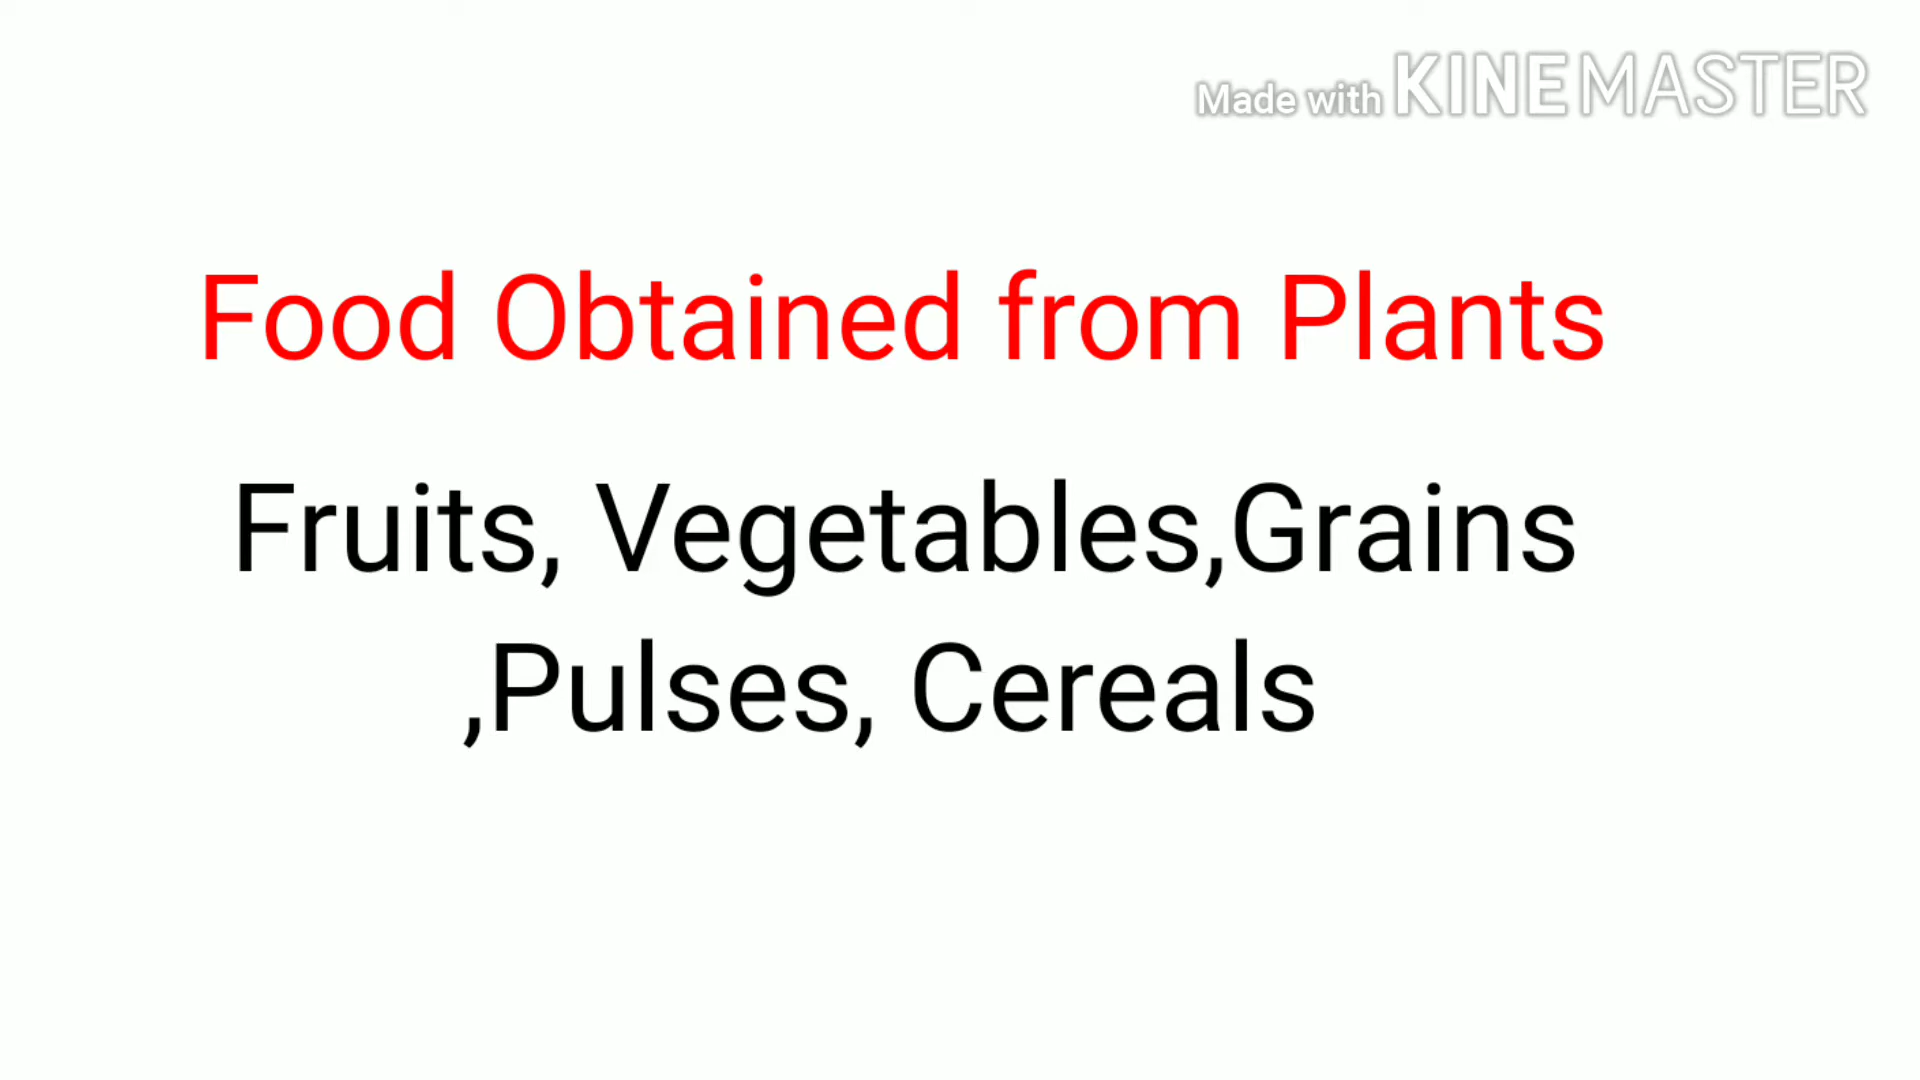 Made with KINEMASTER
Food Obtained from Plants
Fruits, Vegetables,Grains
,Pulses, Cereals